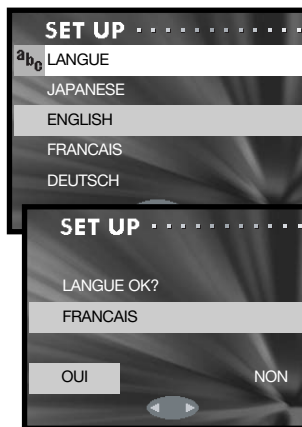 SET UP
abc LANGUE
JAPANESE
ENGLISH
FRANCAIS
DEUTSCH
SET UP
LANGUE OK?
FRANCAIS
OUI NON